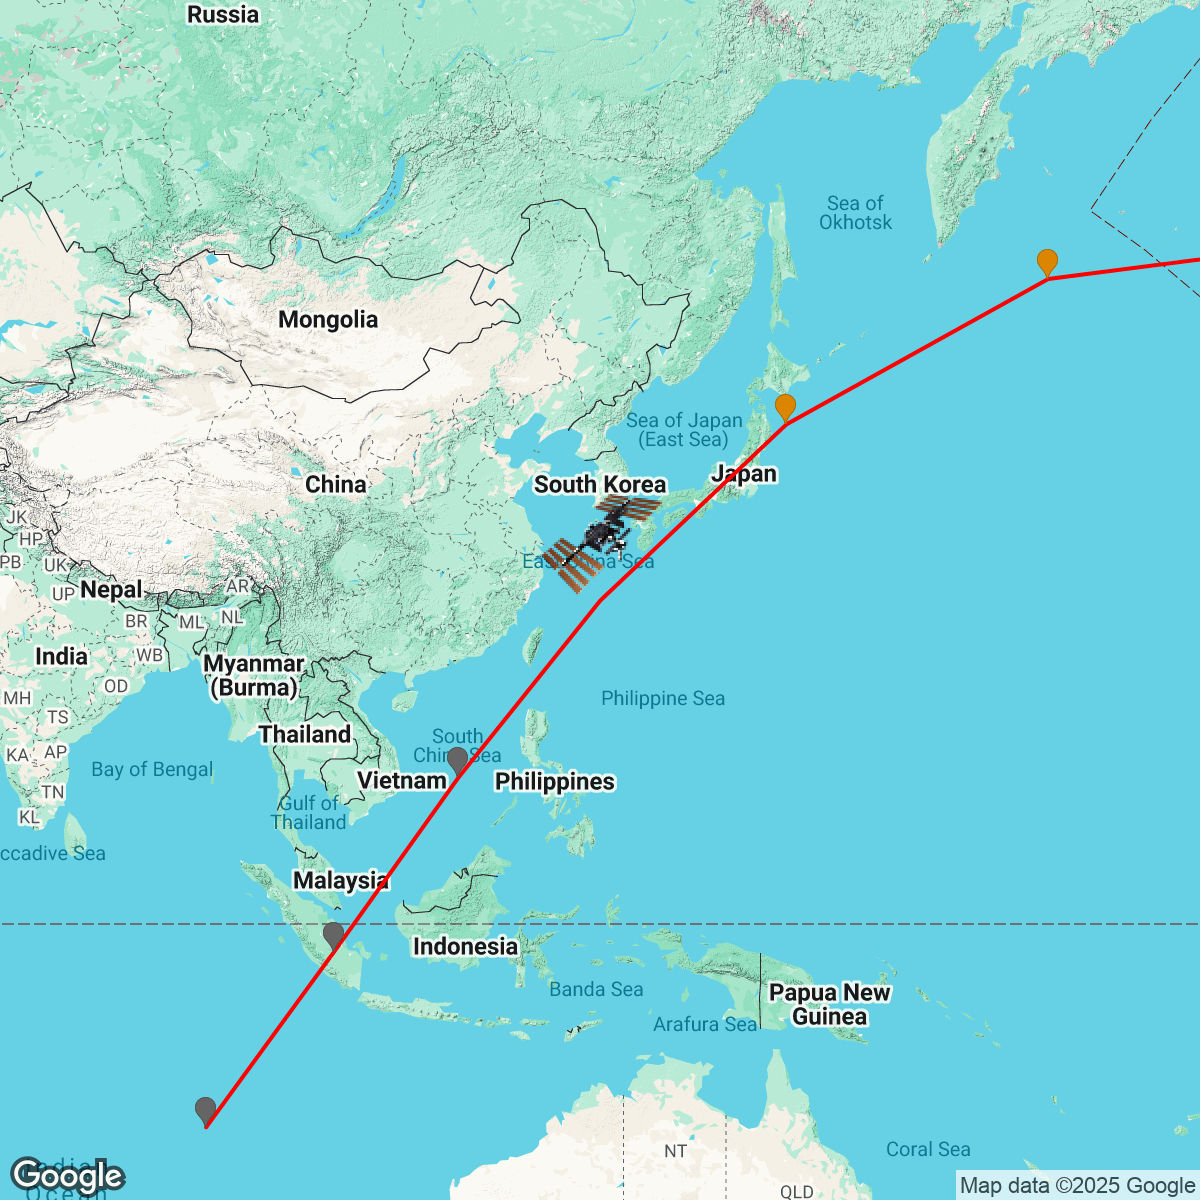 Russia
Sea of
Okhotsk
Mongolia
Sea of Japan
(East Sea)
Japan
South Korea
China
JK
HP
PB
UK
UP
Nepal
AR
East China Sea
BR
ML
NL
India
WB
Myanmar
(Burma)
OD
MH
TS
Philippine Sea
Thailand
South
China Sea
KA
AP
Bay of Bengal
Vietnam
Philippines
TN
KL
Gulf of
Thailand
ccadive Sea
Malaysia
Indonesia
Banda Sea
Papua New
Guinea
Arafura Sea
NT
Coral Sea
QLD
Google
Map data ©2025 Google